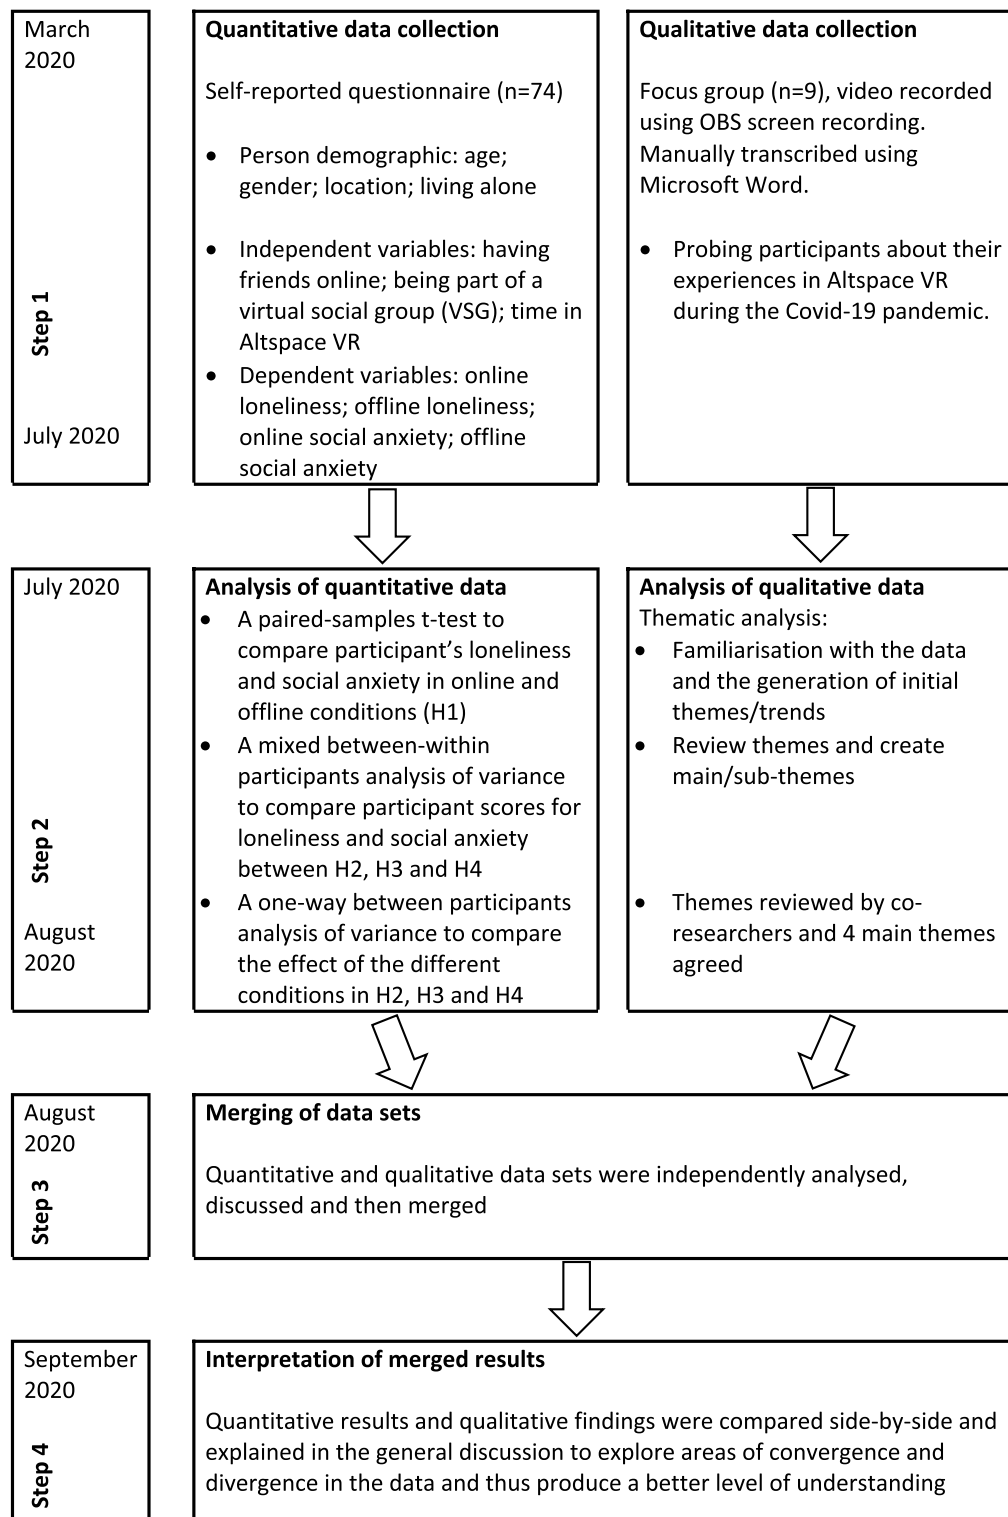 March
2020
Step 1
July 2020
Quantitative data collection
Self-reported questionnaire (n=74)
• Person demographic: age;
gender; location; living alone
• Independent variables: having
friends online; being part of a
virtual social group (VSG); time in
Altspace VR
• Dependent variables: online
loneliness; offline loneliness;
online social anxiety; offline
social anxiety
Qualitative data collection
Focus group (n=9), video recorded
using OBS screen recording.
Manually transcribed using
Microsoft Word.
• Probing participants about their
experiences in Altspace VR
during the Covid-19 pandemic.
July 2020
Step 2
August
2020
Analysis of quantitative data
• A paired-samples t-test to
compare participant’s loneliness
and social anxiety in online and
offline conditions (H1)
• A mixed between-within
participants analysis of variance
to compare participant scores for
loneliness and social anxiety
between H2, H3 and H4
• A one-way between participants
analysis of variance to compare
the effect of the different
conditions in H2, H3 and H4
Analysis of qualitative data
Thematic analysis:
• Familiarisation with the data
and the generation of initial
themes/trends
• Review themes and create
main/sub-themes
• Themes reviewed by co-
researchers and 4 main themes
agreed
August
2020
Step 3
Merging of data sets
Quantitative and qualitative data sets were independently analysed,
discussed and then merged
September
2020
Step 4
Interpretation of merged results
Quantitative results and qualitative findings were compared side-by-side and
explained in the general discussion to explore areas of convergence and
divergence in the data and thus produce a better level of understanding